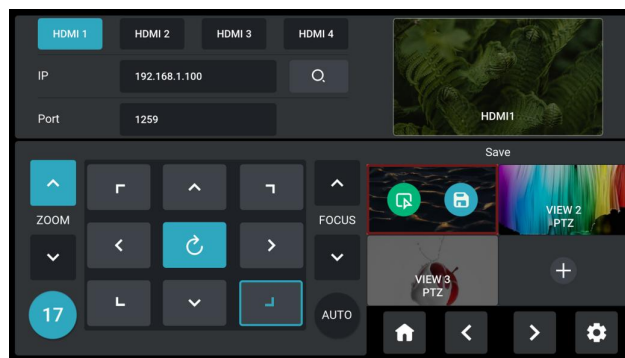 HDMI 1
HDMI 2
HDMI 3
HDMI 4
IP
192.168.1.100
Port
1259
HDMI1
Save
ZOOM
17
FOCUS
AUTO
VIEW 2
PTZ
VIEW 3
PTZ